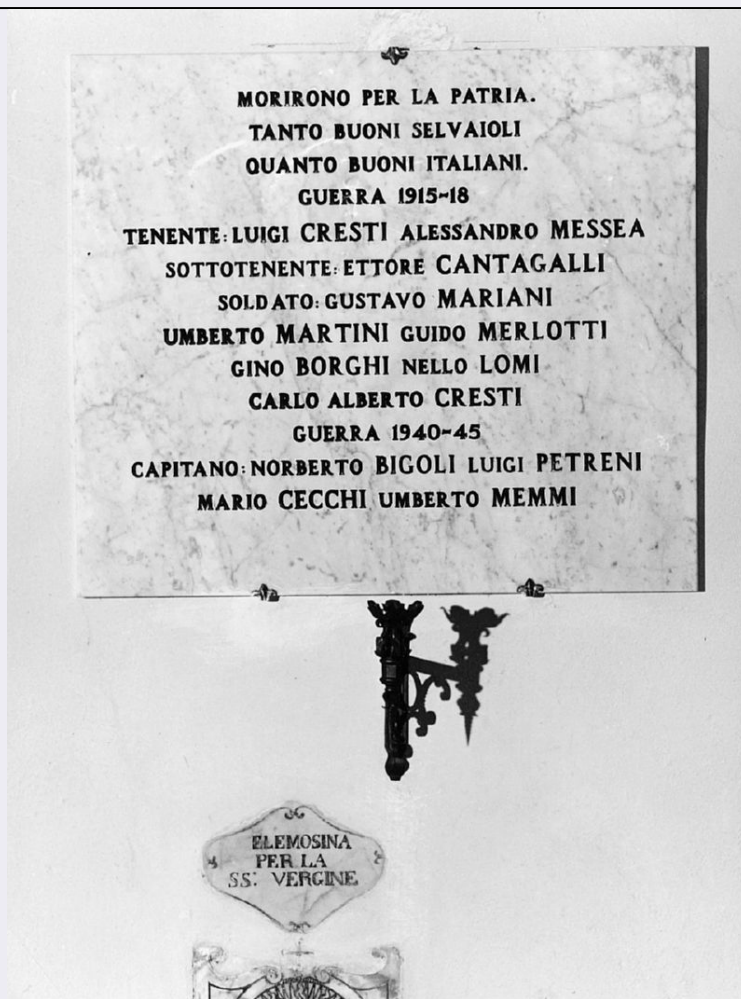 MORIRONO PER LA PATRIA.
TANTO BUONI SELVAIOLI
QUANTO BUONI ITALIANI.
GUERRA 1915-18
TENENTE: LUIGI CRESTI ALESSANDRO MESSEA
SOTTOTENENTE: ETTORE CANTAGALLI
SOLDATO: GUSTAVO MARIANI
UMBERTO MARTINI GUIDO MERLOTTI
GINO BORGHI NELLO LOMI
CARLO ALBERTO CRESTI
GUERRA 1940-45
CAPITANO: NORBERTO BIGOLI LUIGI PETRENI
MARIO CECCHI UMBERTO MEMMI
ELEMOSINA
PER LA
SS: VERGINE